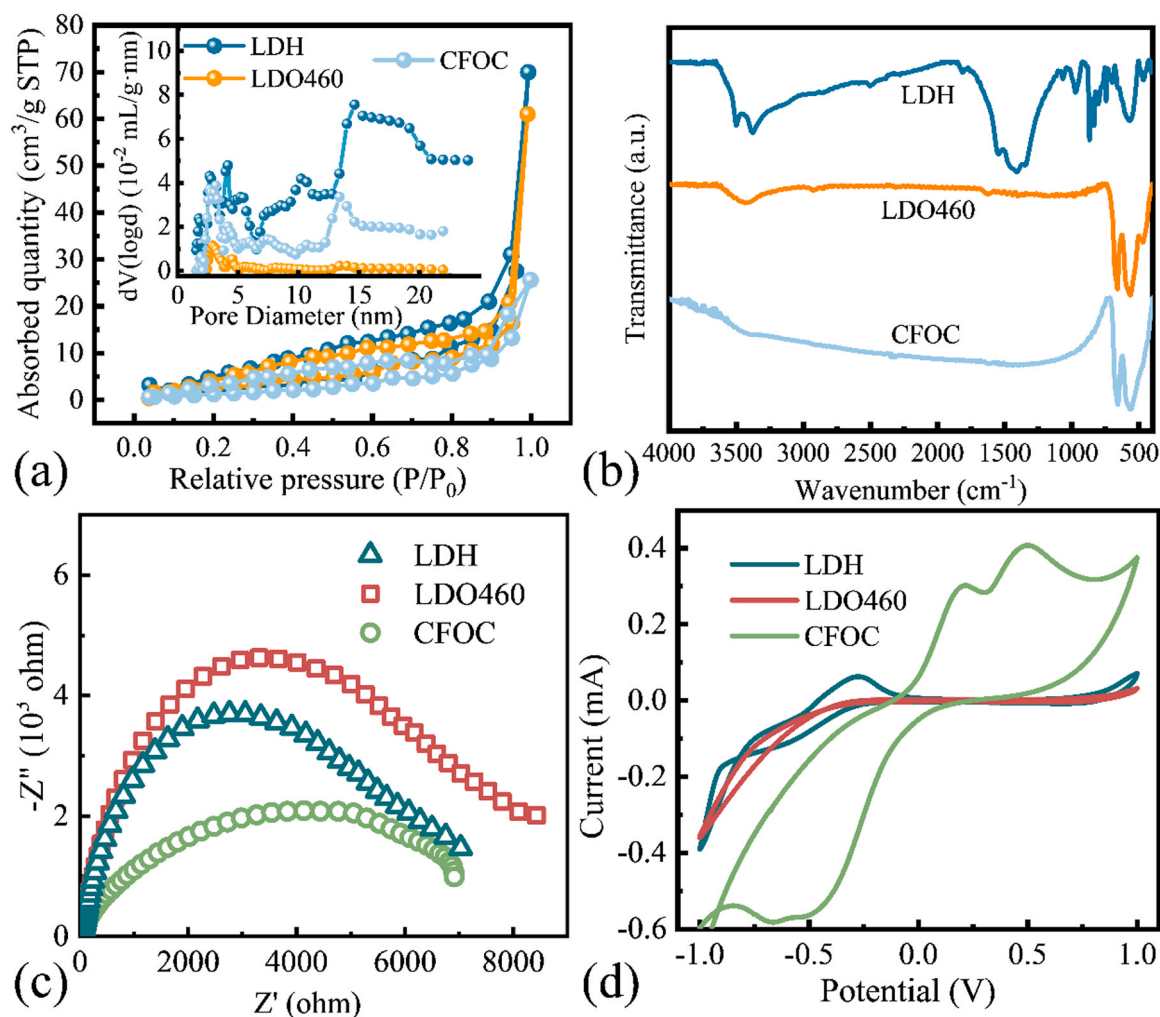 Absorbed quantity (cm³/g STP)
80
70
60
50
40
30
20
10
0
0.0 0.2 0.4 0.6 0.8 1.0
Relative pressure (P/P₀)
(a)
dV(logd) (10⁻² mL/g·nm)
10
8
6
4
2
0
0 5 10 15 20
Pore Diameter (nm)
LDH
LDO460
CFOC
Transmittance (a.u.)
LDH
LDO460
CFOC
4000 3500 3000 2500 2000 1500 1000 500
Wavenumber (cm⁻¹)
(b)
-Z" (10³ ohm)
6
4
2
0
LDH
LDO460
CFOC
0 2000 4000 6000 8000
Z' (ohm)
(c)
Current (mA)
0.4
0.2
0.0
-0.2
-0.4
-0.6
LDH
LDO460
CFOC
-1.0 -0.5 0.0 0.5 1.0
Potential (V)
(d)